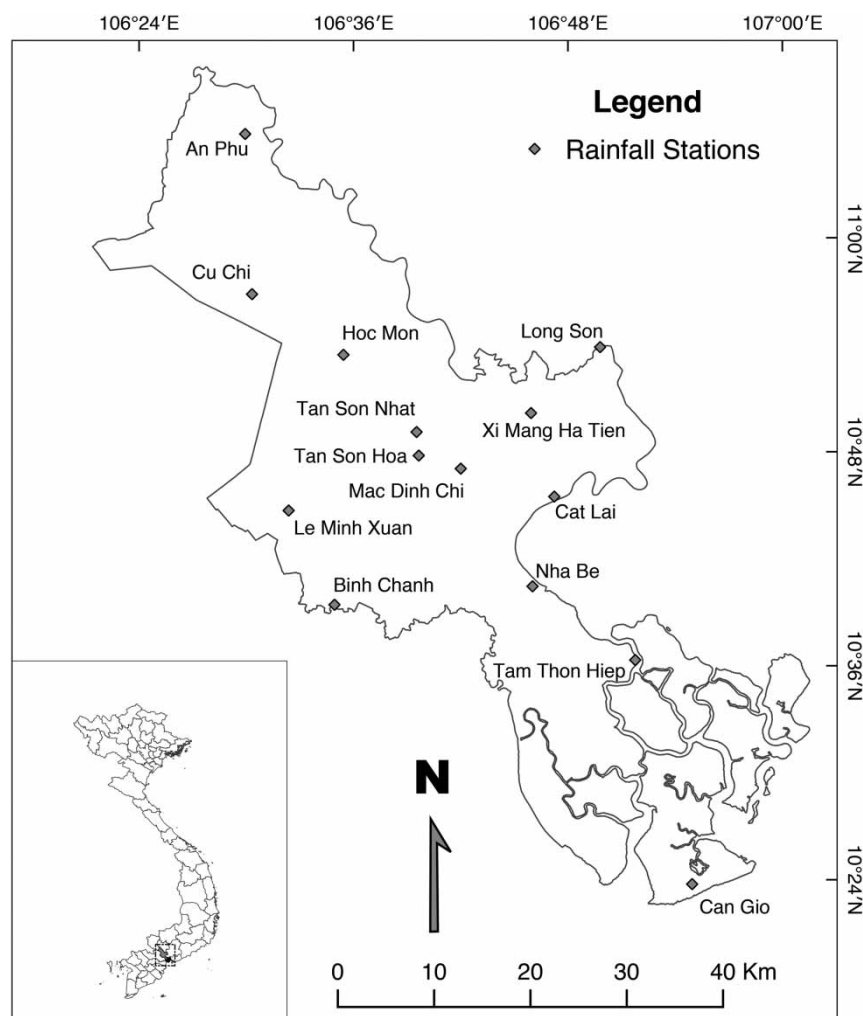 106°24′E
106°36′E
106°48′E
107°00′E
Legend
Rainfall Stations
An Phu
11°00′N
Cu Chi
Hoc Mon
Long Son
Tan Son Nhat
Xi Mang Ha Tien
Tan Son Hoa
10°48′N
Mac Dinh Chi
Cat Lai
Le Minh Xuan
Nha Be
Binh Chanh
Tam Thon Hiep
10°36′N
N
10°24′N
Can Gio
0 10 20 30 40 Km